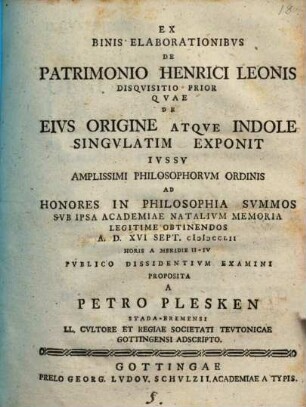 EX
BINIS ELABORATIONIBVS
DE
PATRIMONIO HENRICI LEONIS
DISQVISITIO PRIOR
QVAE
DE
EIVS ORIGINE ATQVE INDOLE
SINGVLATIM EXPONIT
IVSSV
AMPLISSIMI PHILOSOPHORVM ORDINIS
AD
HONORES IN PHILOSOPHIA SVMMOS
SVB IPSA ACADEMIAE NATALIVM MEMORIA
LEGITIME OBTINENDOS
A. D. XVI SEPT. CIↃIↃCCLII
HORIS A MERIDIE II-IV
PVBLICO DISSIDENTIVM EXAMINI
PROPOSITA
A
PETRO PLESKEN
STADA-BREMENSI
LL. CVLTORE ET REGIAE SOCIETATI TEVTONICAE
GOTTINGENSI ADSCRIPTO.
GOTTINGAE
PRELO GEORG. LVDOV. SCHVLZII, ACADEMIAE A TYPIS.